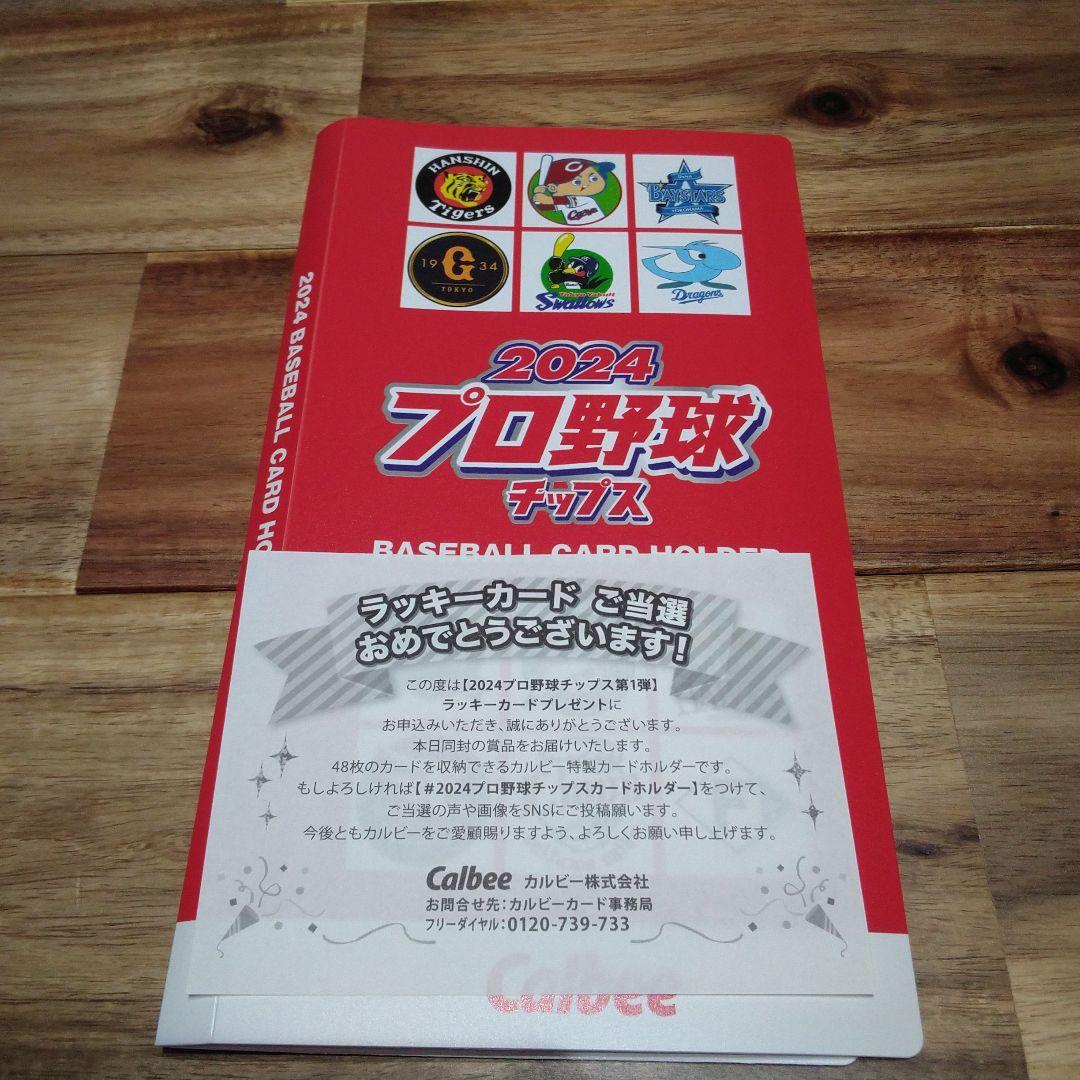 HANSHIN
Tigers
C
Carp
DeNA
BAYSTARS
YOKOHAMA
19 G 34
TOKYO
Tokyo Yakult
Swallows
Dragons
2024 BASEBALL CARD HO
2024
プロ野球
チップス
BASEBALL CARD HOLDER
ラッキーカード ご当選
おめでとうございます!
この度は【2024プロ野球チップス第1弾】
ラッキーカードプレゼントに
お申込みいただき、誠にありがとうございます。
本日同封の賞品をお届けいたします。
48枚のカードを収納できるカルビー特製カードホルダーです。
もしよろしければ【#2024プロ野球チップスカードホルダー】をつけて、
ご当選の声や画像をSNSにご投稿願います。
今後ともカルビーをご愛顧賜りますよう、よろしくお願い申し上げます。
Calbee カルビー株式会社
お問合せ先:カルビーカード事務局
フリーダイヤル:0120-739-733
Calbee